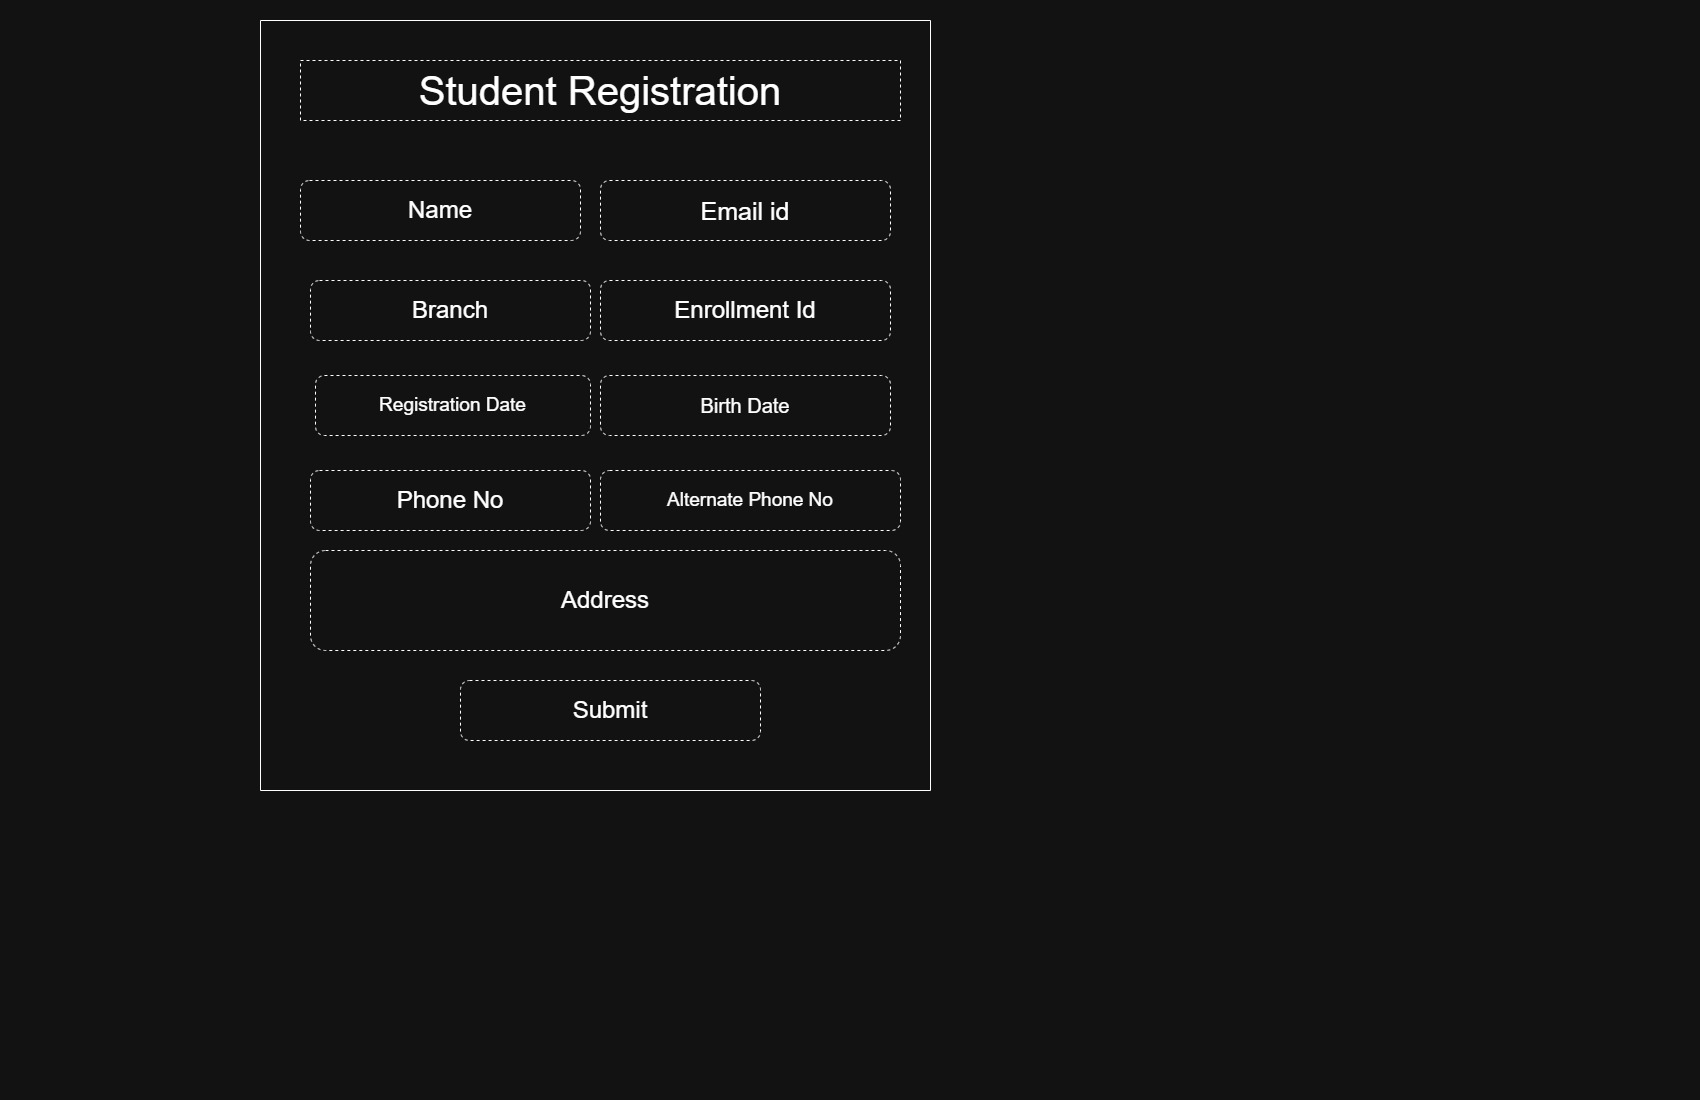 Student Registration
Name
Email id
Branch
Enrollment Id
Registration Date
Birth Date
Phone No
Alternate Phone No
Address
Submit